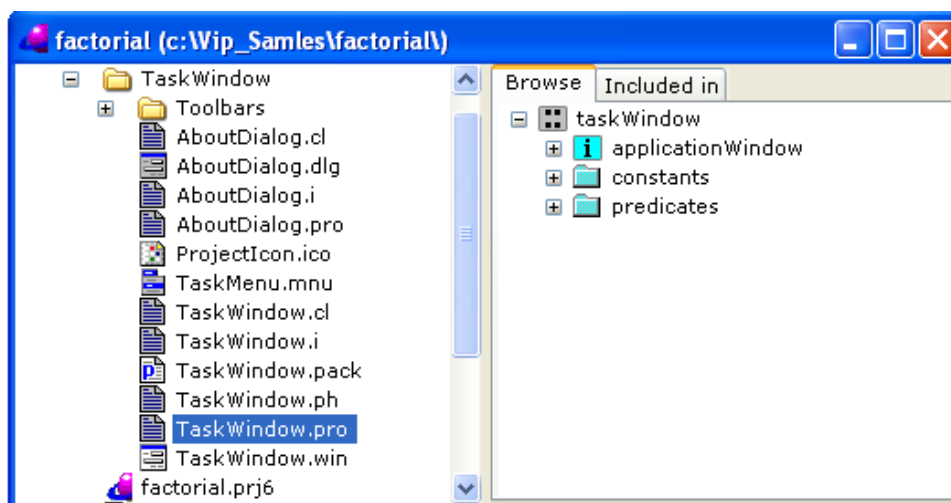 factorial (c:\Vip_Samles\factorial\)
TaskWindow
Toolbars
AboutDialog.cl
AboutDialog.dlg
AboutDialog.i
AboutDialog.pro
ProjectIcon.ico
TaskMenu.mnu
TaskWindow.cl
TaskWindow.i
TaskWindow.pack
TaskWindow.ph
TaskWindow.pro
TaskWindow.win
factorial.prj6
Browse Included in
taskWindow
applicationWindow
constants
predicates